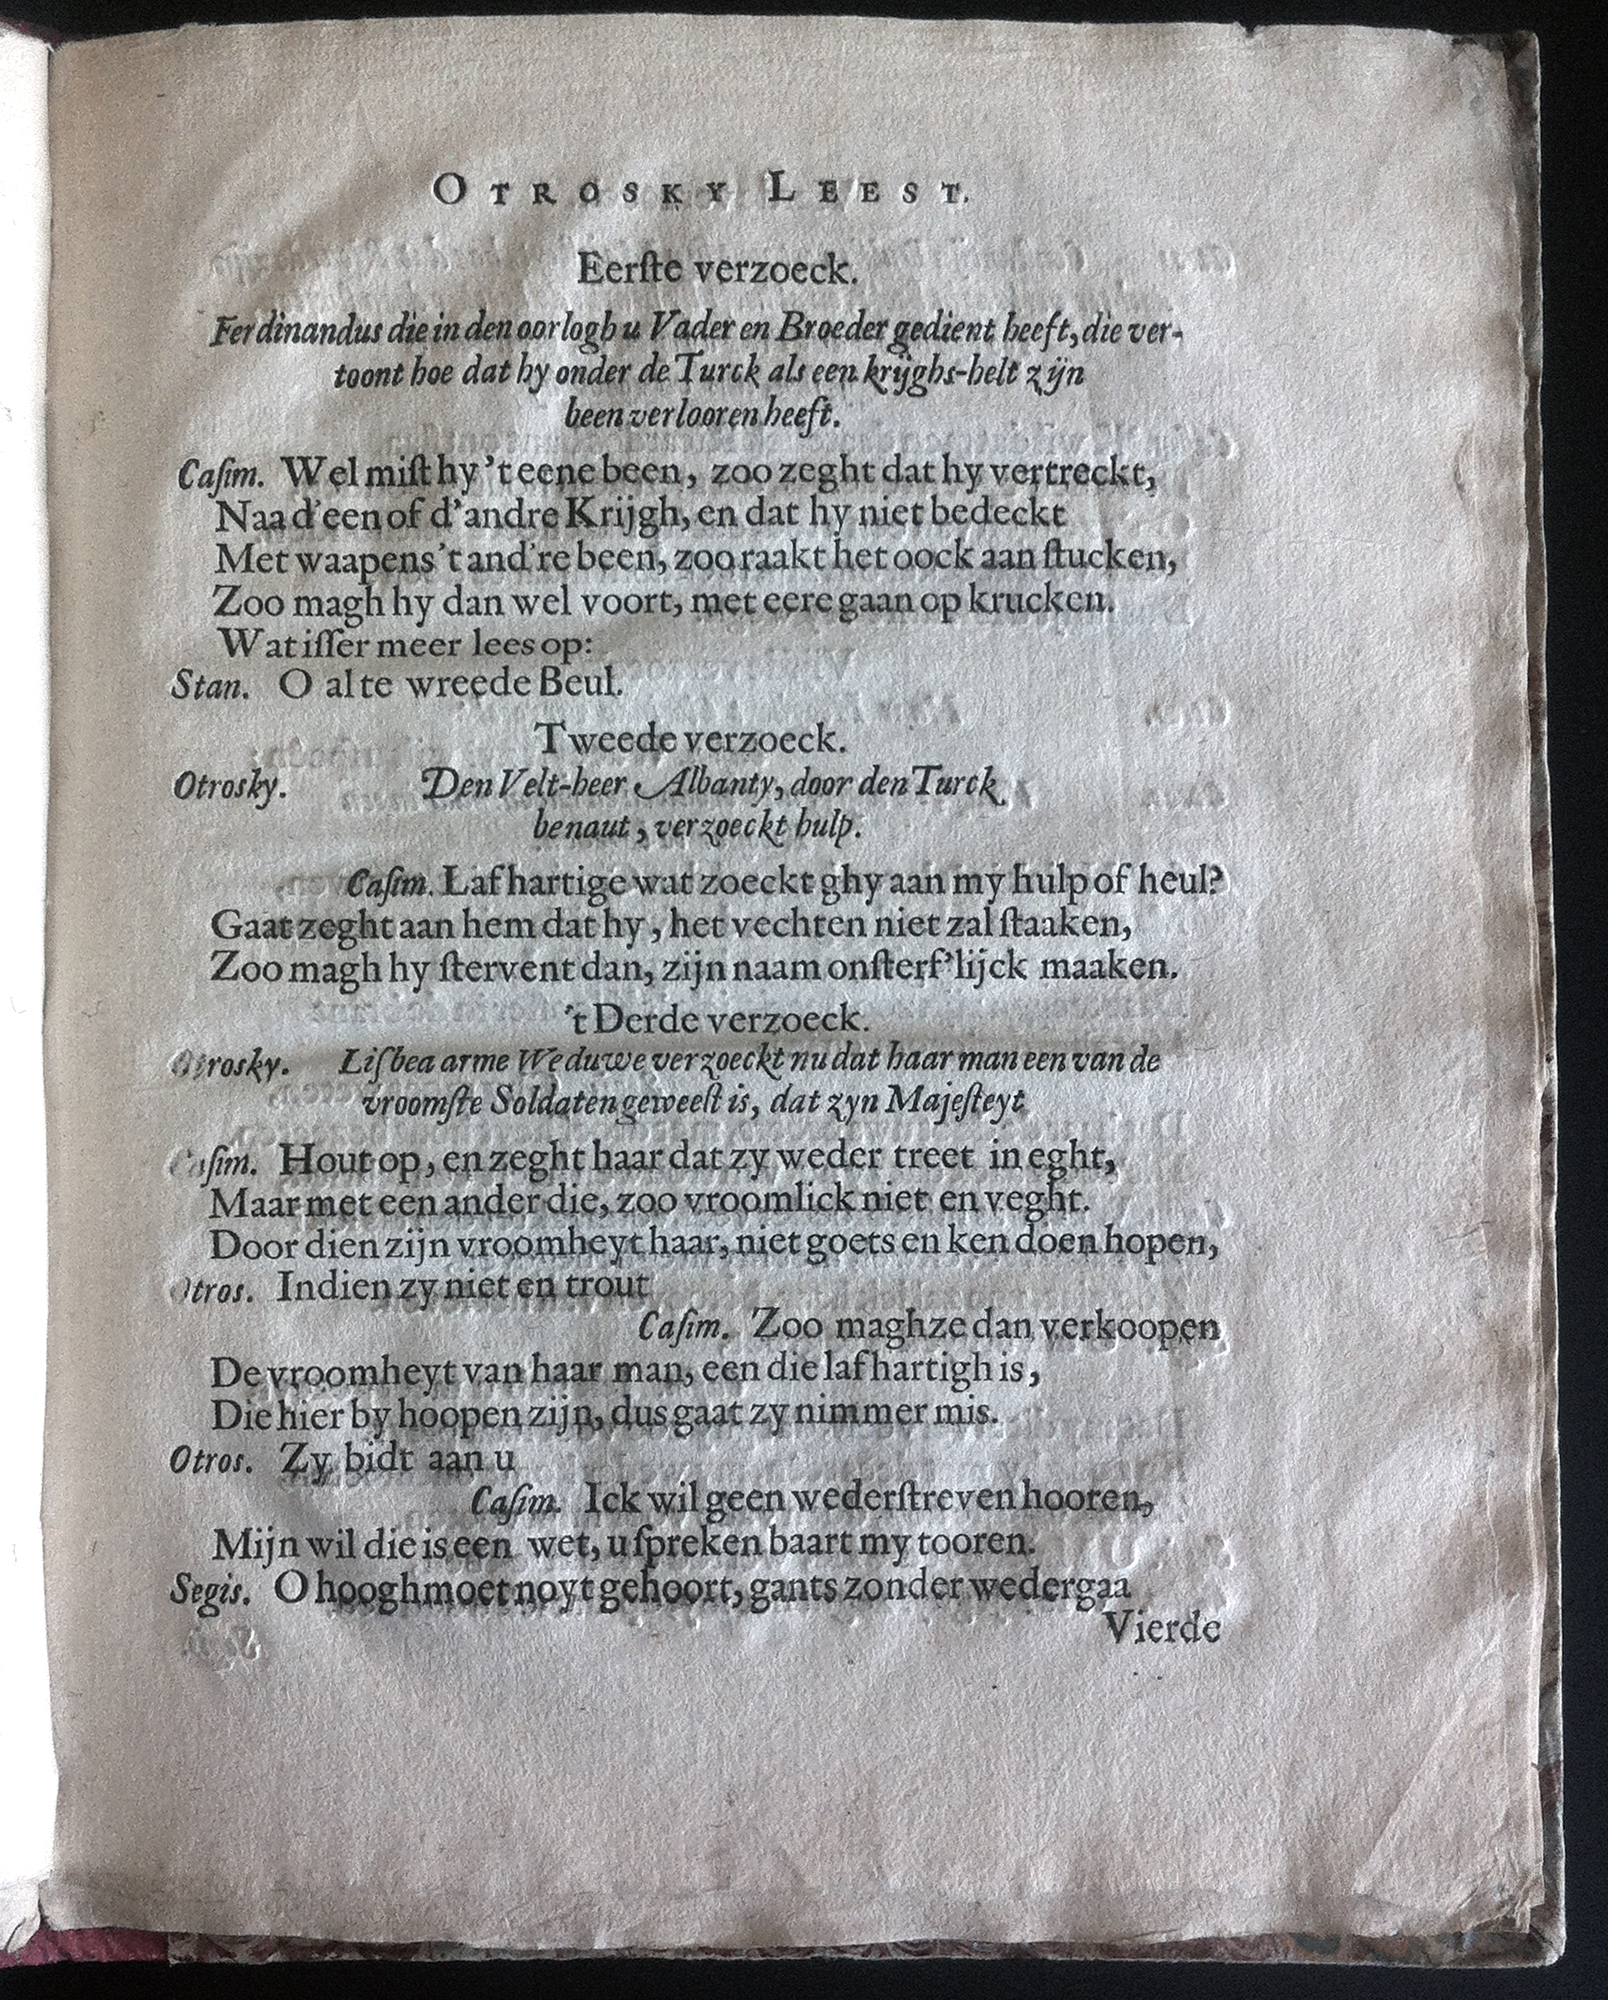 OTROSKY LEEST.
Eerſte verzoeck.
Ferdinandus die in den oorlogh u Vader en Broeder gedient heeft, die ver-
toont hoe dat hy onder de Turck als een krijghs-helt zijn
been verlooren heeft.
Caſim. Wel miſt hy 't eene been, zoo zeght dat hy vertreckt,
Naa d'een of d'andre Krijgh, en dat hy niet bedeckt
Met waapens 't and're been, zoo raakt het oock aan ſtucken,
Zoo magh hy dan wel voort, met eere gaan op krucken.
Wat iſſer meer lees op:
Stan. O al te wreede Beul.
Tweede verzoeck.
Otrosky. Den Velt-heer Albanty, door den Turck
benaut, verzoeckt hulp.
Caſim. Lafhartige wat zoeckt ghy aan my hulp of heul?
Gaat zeght aan hem dat hy, het vechten niet zal ſtaaken,
Zoo magh hy ſtervent dan, zijn naam onſterf'lijck maaken.
't Derde verzoeck.
Otrosky. Liſbea arme Weduwe verzoeckt nu dat haar man een van de
vroomſte Soldaten geweeſt is, dat zyn Majeſteyt
Caſim. Hout op, en zeght haar dat zy weder treet in eght,
Maar met een ander die, zoo vroomlick niet en veght.
Door dien zijn vroomheyt haar, niet goets en ken doen hopen,
Otros. Indien zy niet en trout
Caſim. Zoo maghze dan verkoopen
De vroomheyt van haar man, een die lafhartigh is,
Die hier by hoopen zijn, dus gaat zy nimmer mis.
Otros. Zy bidt aan u
Caſim. Ick wil geen wederſtreven hooren,
Mijn wil die is een wet, u ſpreken baart my tooren.
Segis. O hooghmoet noyt gehoort, gants zonder wedergaa
Vierde